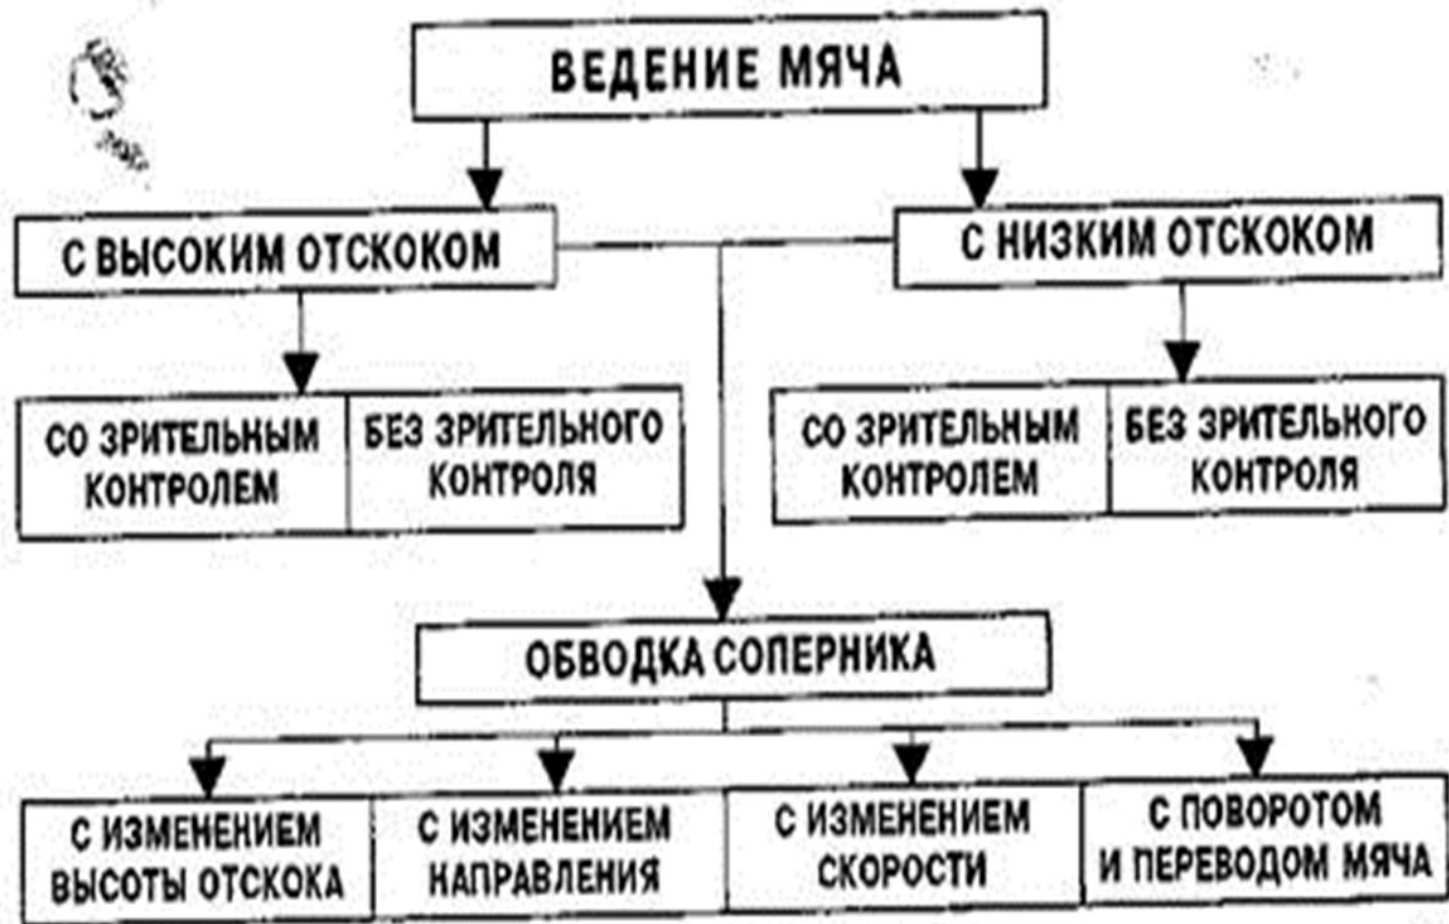 ВЕДЕНИЕ МЯЧА
С ВЫСОКИМ ОТСКОКОМ
С НИЗКИМ ОТСКОКОМ
СО ЗРИТЕЛЬНЫМ
КОНТРОЛЕМ
БЕЗ ЗРИТЕЛЬНОГО
КОНТРОЛЯ
СО ЗРИТЕЛЬНЫМ
КОНТРОЛЕМ
БЕЗ ЗРИТЕЛЬНОГО
КОНТРОЛЯ
ОБВОДКА СОПЕРНИКА
С ИЗМЕНЕНИЕМ
ВЫСОТЫ ОТСКОКА
С ИЗМЕНЕНИЕМ
НАПРАВЛЕНИЯ
С ИЗМЕНЕНИЕМ
СКОРОСТИ
С ПОВОРОТОМ
И ПЕРЕВОДОМ МЯЧА